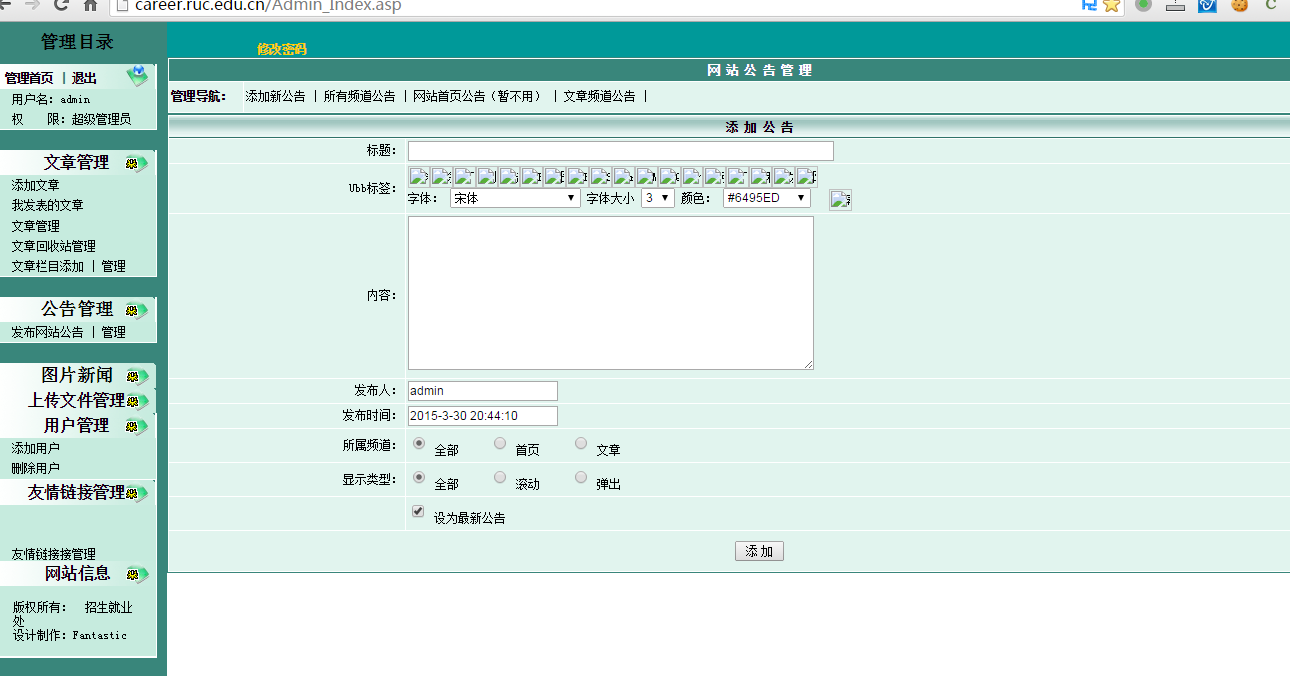 career.ruc.edu.cn/Admin_Index.asp
管理目录
管理首页 | 退出
用户名: admin
权 限: 超级管理员
文章管理
添加文章
我发表的文章
文章管理
文章回收站管理
文章栏目添加 | 管理
公告管理
发布网站公告 | 管理
图片新闻
上传文件管理
用户管理
添加用户
删除用户
友情链接管理
友情链接接管理
网站信息
版权所有: 招生就业
处
设计制作: Fantastic
修改密码
网站公告管理
管理导航: 添加新公告 | 所有频道公告 | 网站首页公告（暂不用） | 文章频道公告 |
添加公告
标题:
Ubb标签:
字体: 宋体 字体大小 3 颜色: #6495ED
内容:
发布人: admin
发布时间: 2015-3-30 20:44:10
所属频道: 全部 首页 文章
显示类型: 全部 滚动 弹出
设为最新公告
添加